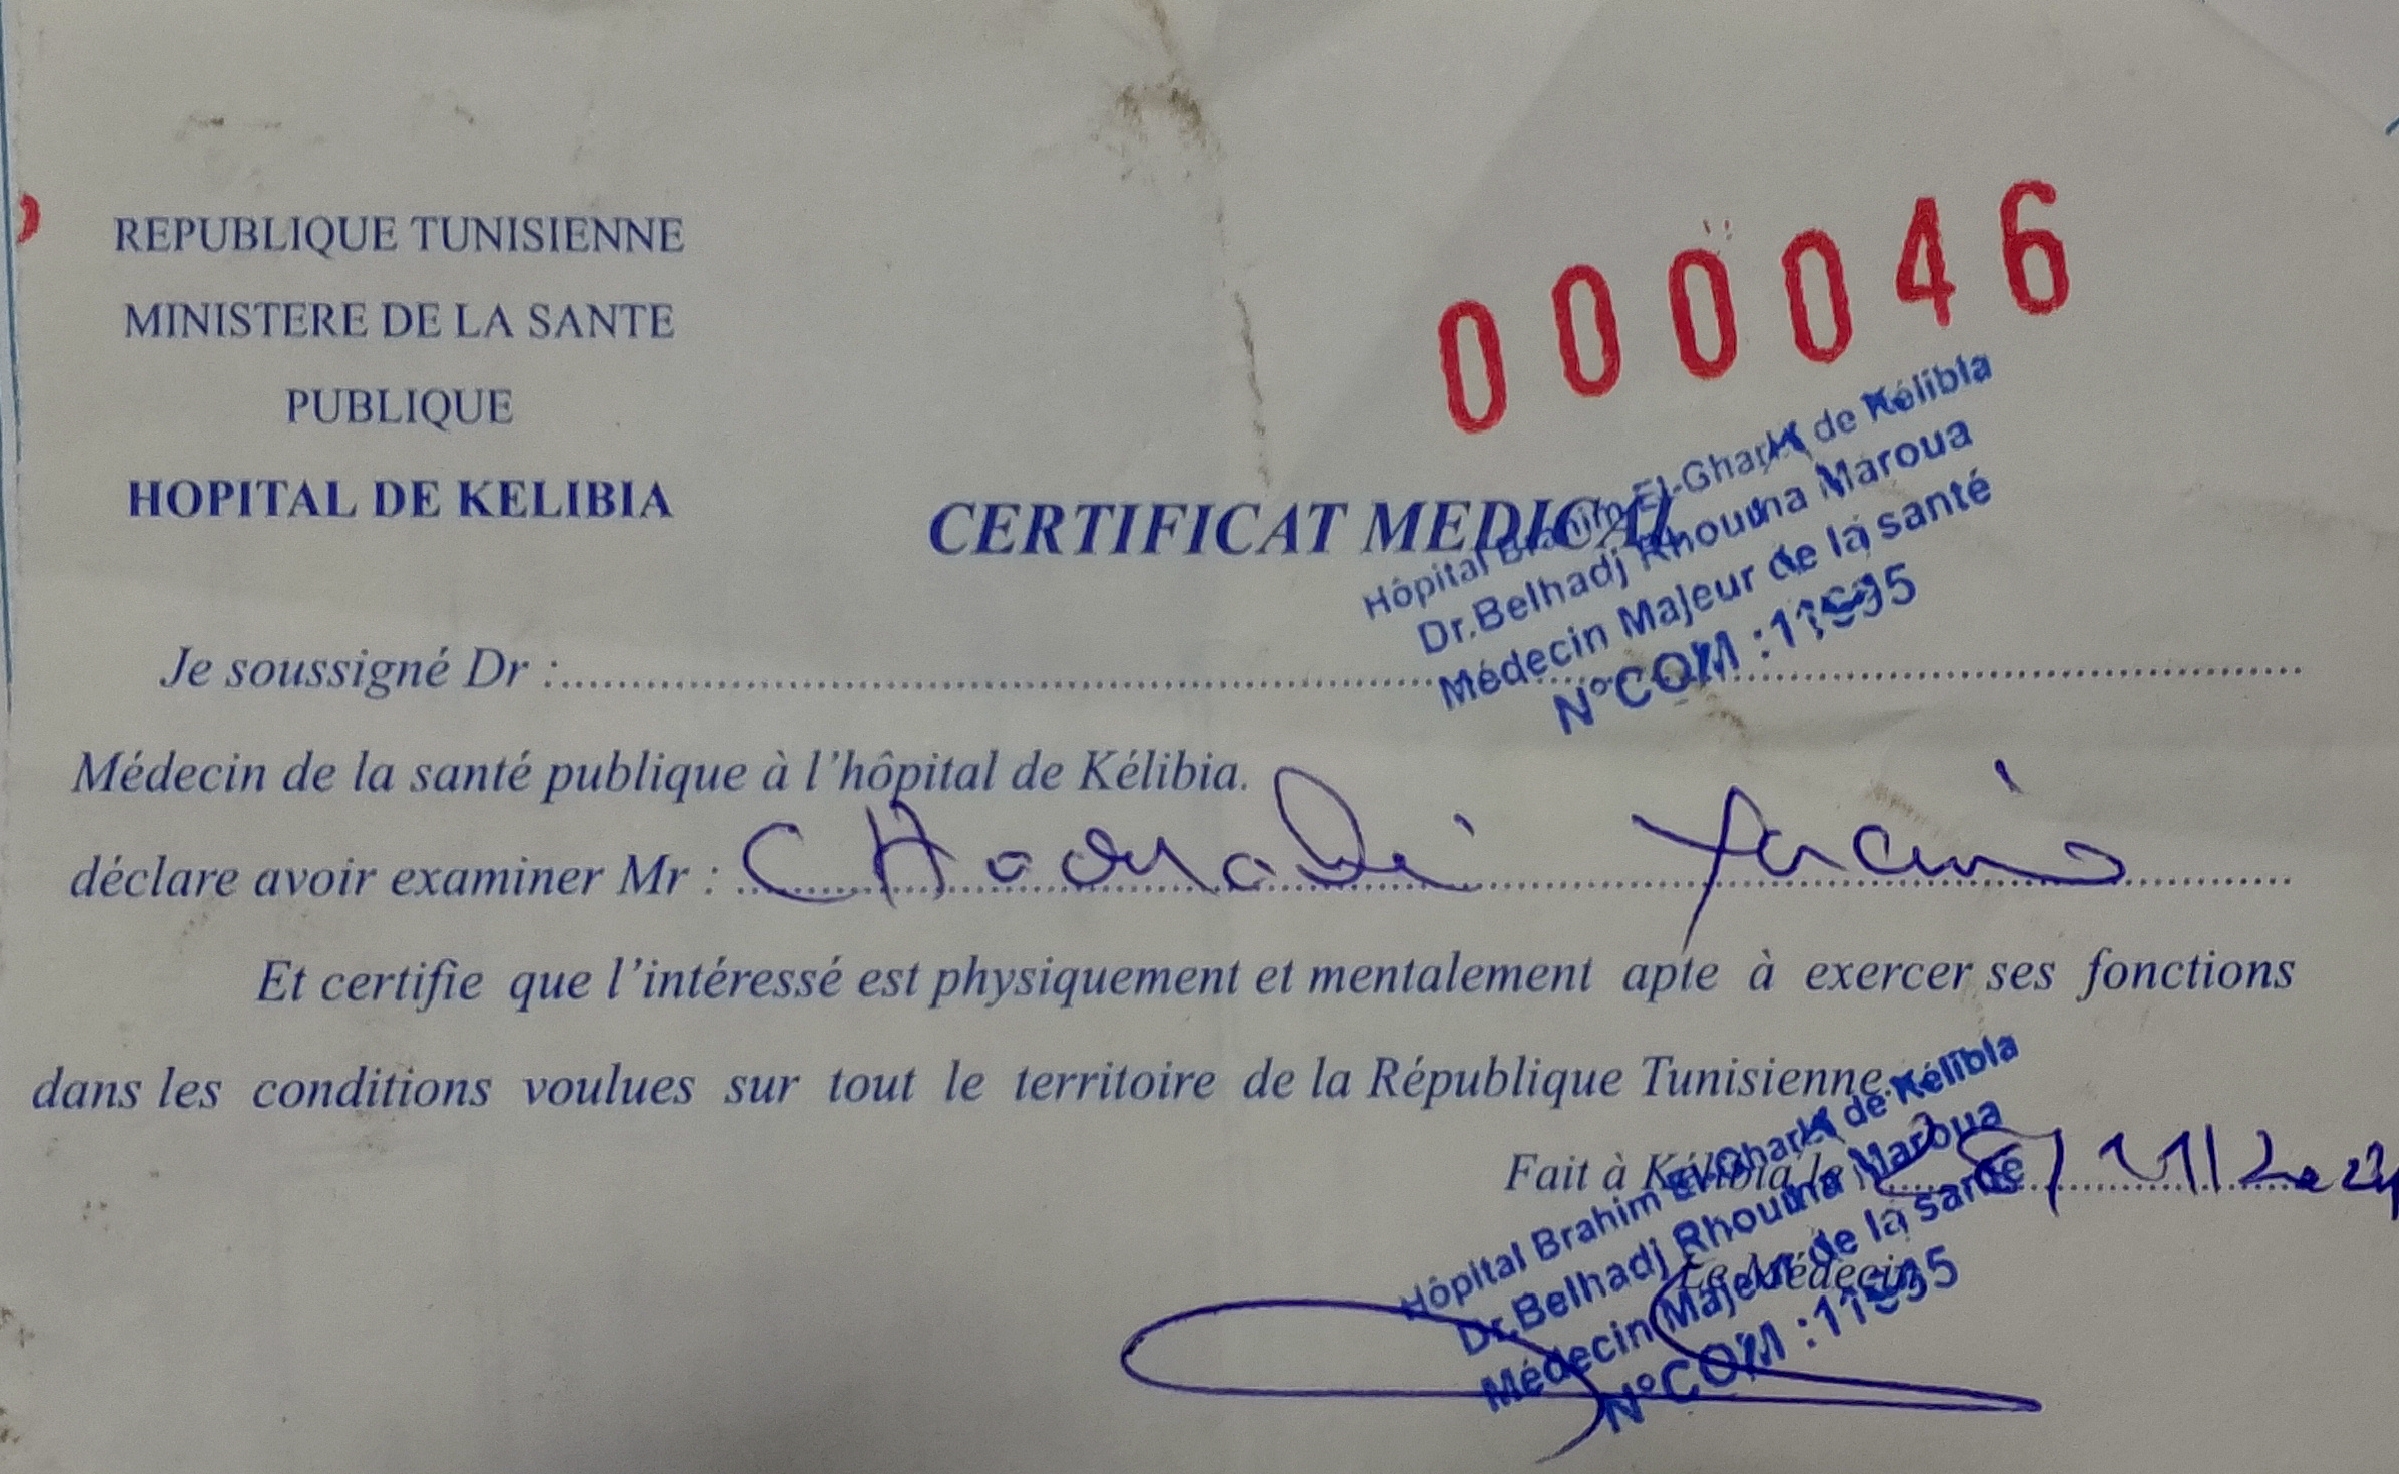 000046
REPUBLIQUE TUNISIENNE
MINISTERE DE LA SANTE
PUBLIQUE
HOPITAL DE KELIBIA
CERTIFICAT MEDICAL
Hôpital Brahim El-Gharbi de Kélibia
Dr.Belhadj Rhouma Maroua
Médecin Majeur de la santé
N°COM :
Je soussigné Dr :
Médecin de la santé publique à l'hôpital de Kélibia.
déclare avoir examiner Mr :
Et certifie que l'intéressé est physiquement et mentalement apte à exercer ses fonctions
dans les conditions voulues sur tout le territoire de la République Tunisienne.
Fait à Kélibia le
Le Médecin
Hôpital Brahim El-Gharbi de Kélibia
Dr.Belhadj Rhouma Maroua
Médecin Majeur de la santé
N°COM :